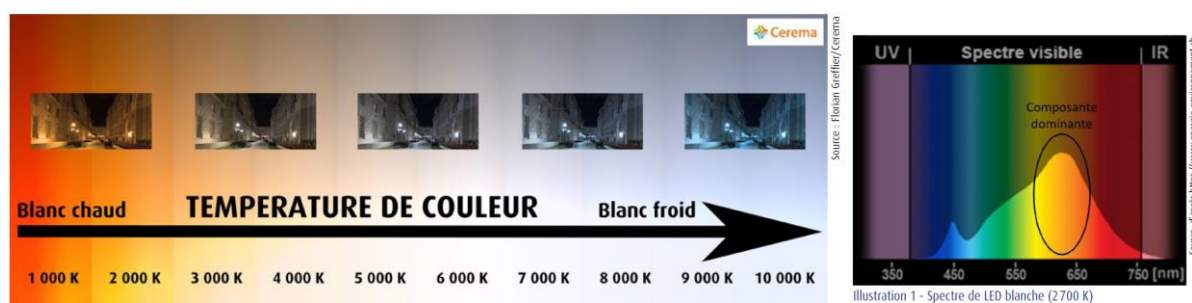 Cerema
Blanc chaud
TEMPERATURE DE COULEUR
Blanc froid
1 000 K 2 000 K 3 000 K 4 000 K 5 000 K 6 000 K 7 000 K 8 000 K 9 000 K 10 000 K
Source : Florian Greffier/Cerema
UV Spectre visible IR
Composante
dominante
350 450 550 650 750 [nm]
Illustration 1 - Spectre de LED blanche (2700 K)